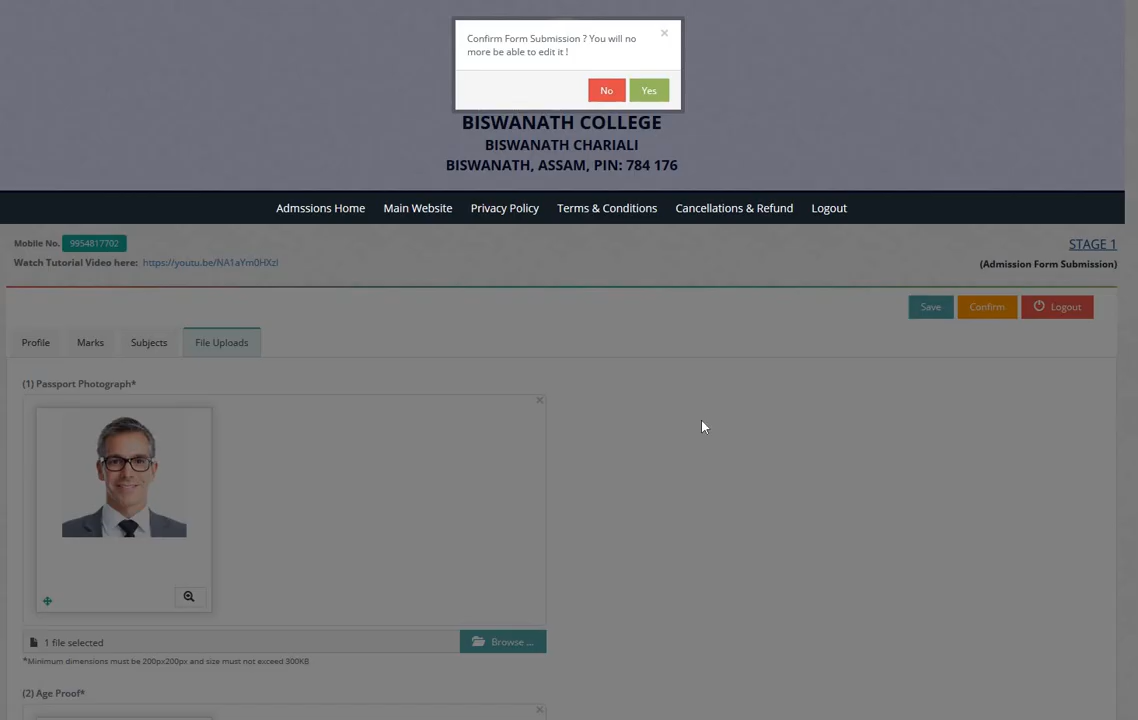 Confirm Form Submission ? You will no
more be able to edit it !
×
No
Yes
BISWANATH COLLEGE
BISWANATH CHARIALI
BISWANATH, ASSAM, PIN: 784 176
Admssions Home
Main Website
Privacy Policy
Terms & Conditions
Cancellations & Refund
Logout
Mobile No. 9954817702
STAGE 1
Watch Tutorial Video here: https://youtu.be/NA1aYm0HXzI
(Admission Form Submission)
Save
Confirm
Logout
Profile
Marks
Subjects
File Uploads
(1) Passport Photograph*
×
1 file selected
Browse ...
*Minimum dimensions must be 200px200px and size must not exceed 300KB
(2) Age Proof*
×